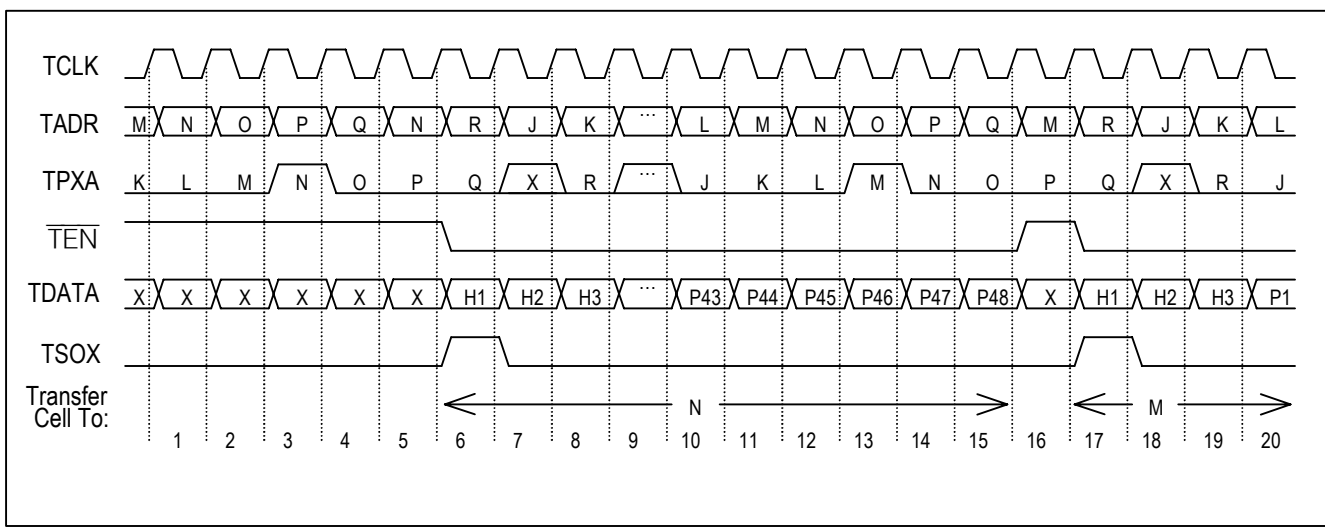 TCLK
TADR M N O P Q N R J K ... L M N O P Q M R J K L
TPXA K L M N O P Q X R ... J K L M N O P Q X R J
TEN
TDATA X X X X X X H1 H2 H3 ... P43 P44 P45 P46 P47 P48 X H1 H2 H3 P1
TSOX
Transfer
Cell To: N M
1 2 3 4 5 6 7 8 9 10 11 12 13 14 15 16 17 18 19 20